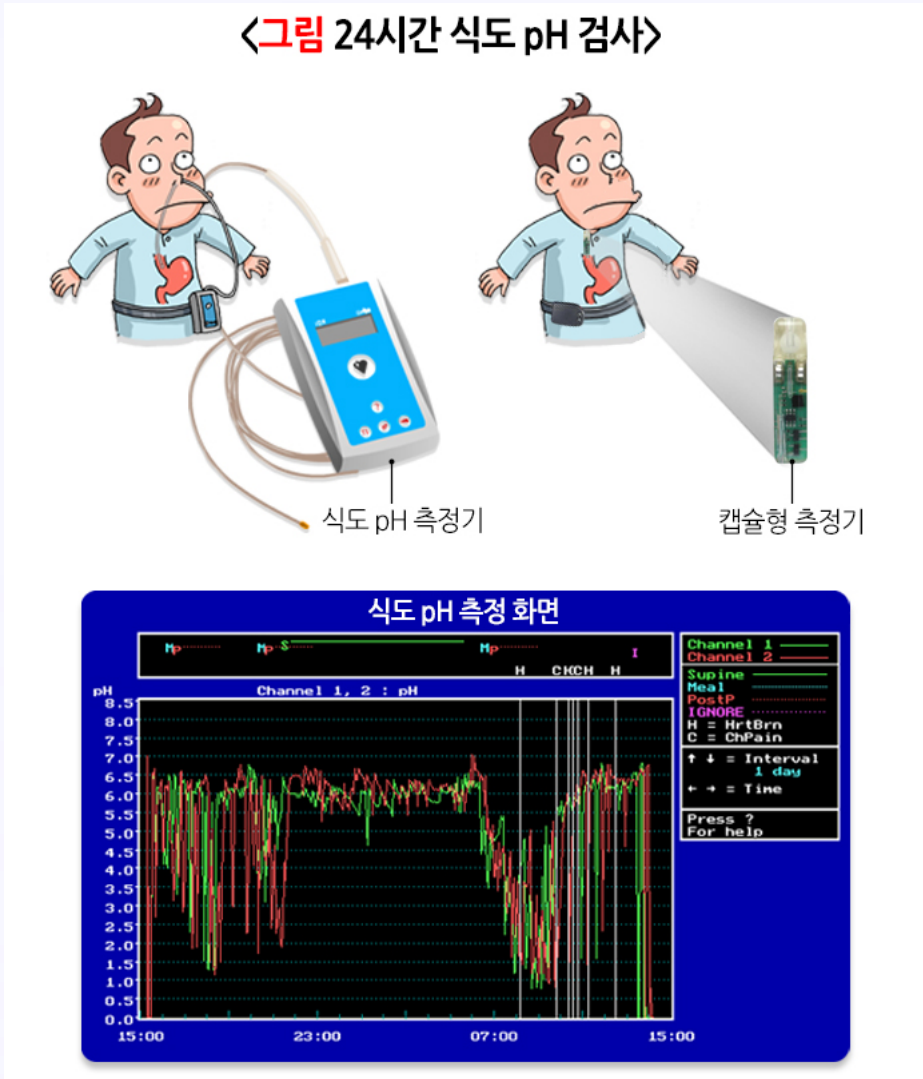 <그림 24시간 식도 pH 검사>
식도 pH 측정기
캡슐형 측정기
식도 pH 측정 화면
Mp
Mp S
Mp
I
H CKCH H
Channel 1
Channel 2
Supine
Meal
PostP
IGNORE
H = HrtBrn
C = ChPain
↑ ↓ = Interval
1 day
← → = Time
Press ?
For help
pH
Channel 1, 2 : pH
8.5
8.0
7.5
7.0
6.5
6.0
5.5
5.0
4.5
4.0
3.5
3.0
2.5
2.0
1.5
1.0
0.5
0.0
15:00 23:00 07:00 15:00